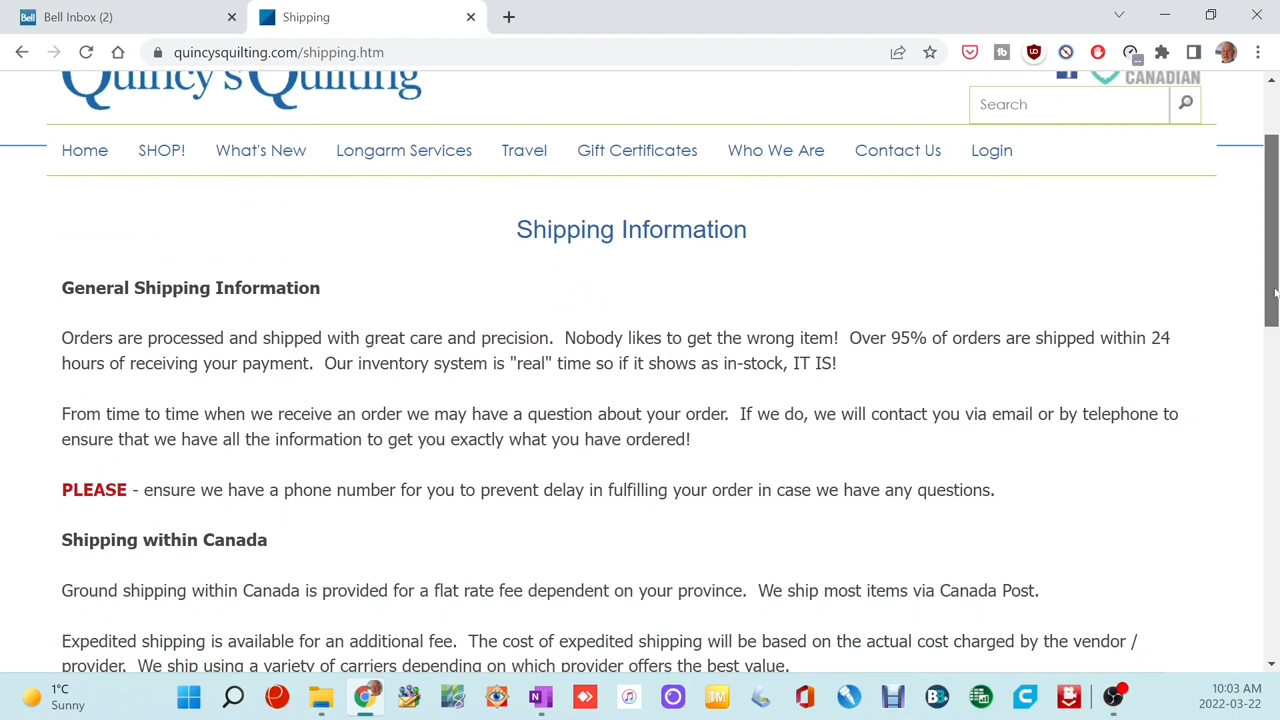 Bell
Bell Inbox (2)
Shipping
quincysquilting.com/shipping.htm
Quincy's Quilting
CANADIAN
Search
Home SHOP! What's New Longarm Services Travel Gift Certificates Who We Are Contact Us Login
Shipping Information
General Shipping Information
Orders are processed and shipped with great care and precision. Nobody likes to get the wrong item! Over 95% of orders are shipped within 24
hours of receiving your payment. Our inventory system is "real" time so if it shows as in-stock, IT IS!
From time to time when we receive an order we may have a question about your order. If we do, we will contact you via email or by telephone to
ensure that we have all the information to get you exactly what you have ordered!
PLEASE - ensure we have a phone number for you to prevent delay in fulfilling your order in case we have any questions.
Shipping within Canada
Ground shipping within Canada is provided for a flat rate fee dependent on your province. We ship most items via Canada Post.
Expedited shipping is available for an additional fee. The cost of expedited shipping will be based on the actual cost charged by the vendor /
provider. We ship using a variety of carriers depending on which provider offers the best value.
1°C
Sunny
TM
10:03 AM
2022-03-22